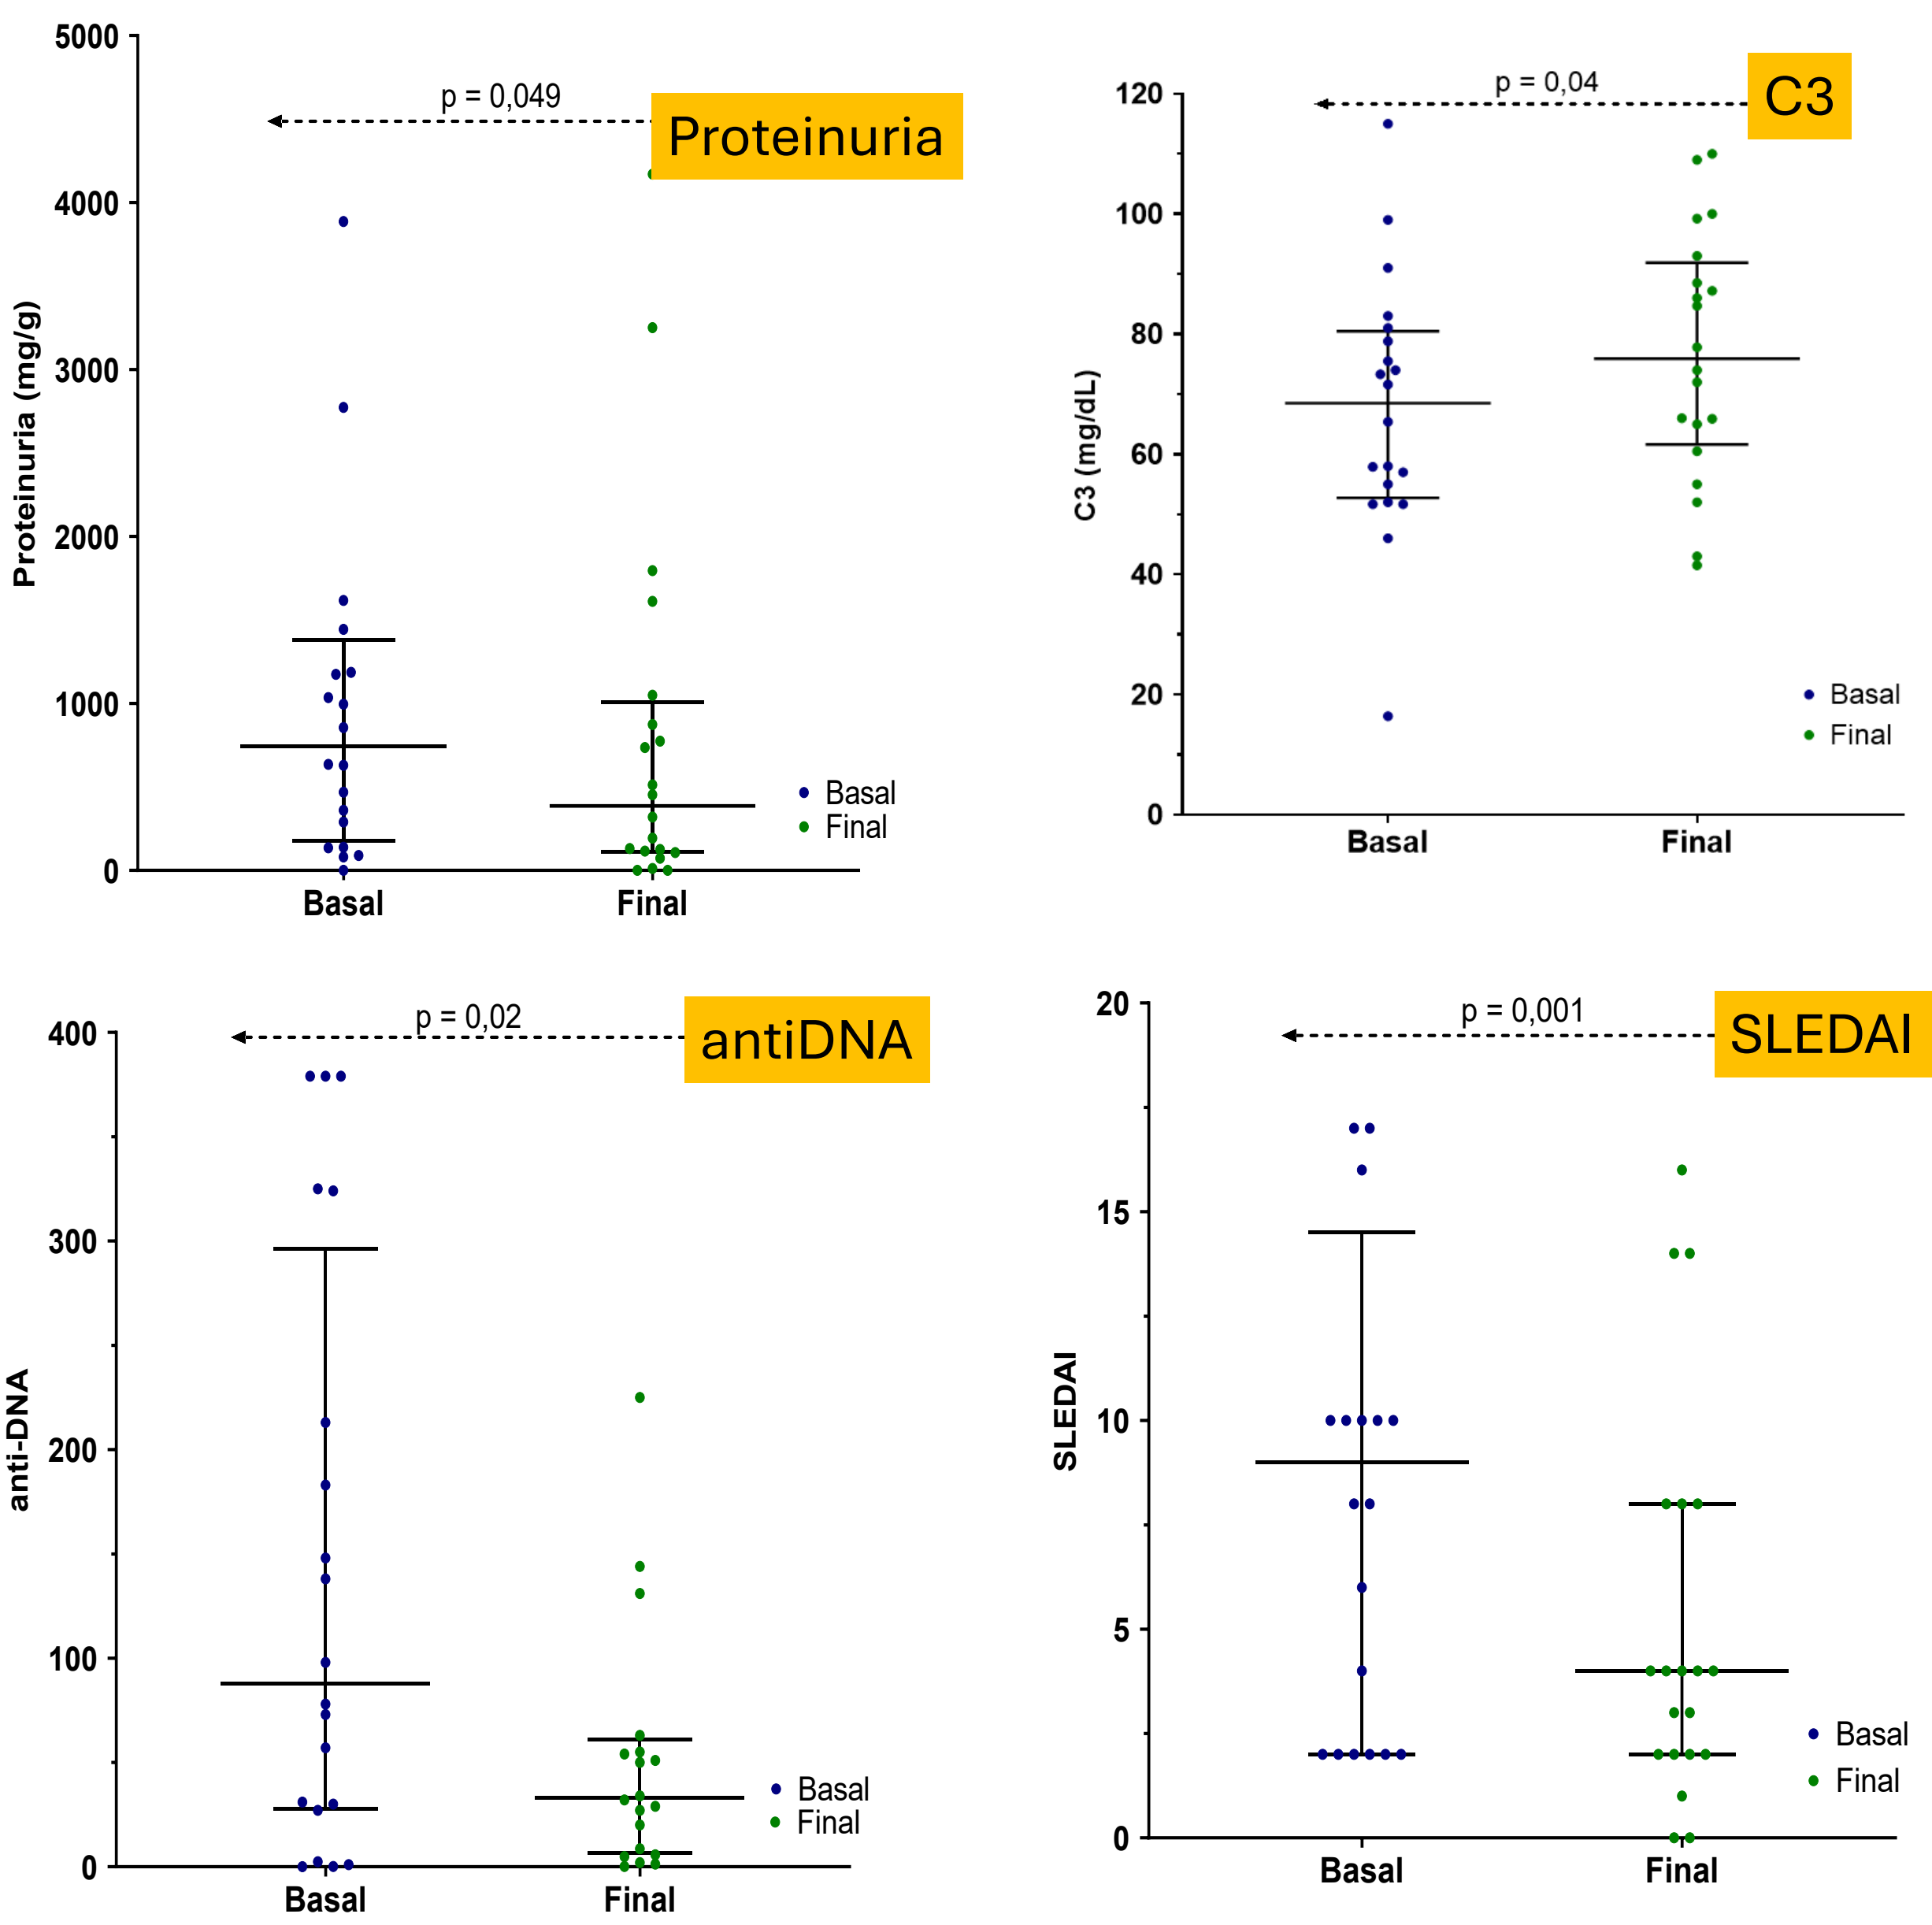 5000
4000
3000
2000
1000
0
Proteinuria (mg/g)
p = 0,049
Proteinuria
Basal
Final
Basal
Final
120
100
80
60
40
20
0
C3 (mg/dL)
p = 0,04
C3
Basal
Final
Basal
Final
400
300
200
100
0
anti-DNA
p = 0,02
antiDNA
Basal
Final
Basal
Final
20
15
10
5
0
SLEDAI
p = 0,001
SLEDAI
Basal
Final
Basal
Final